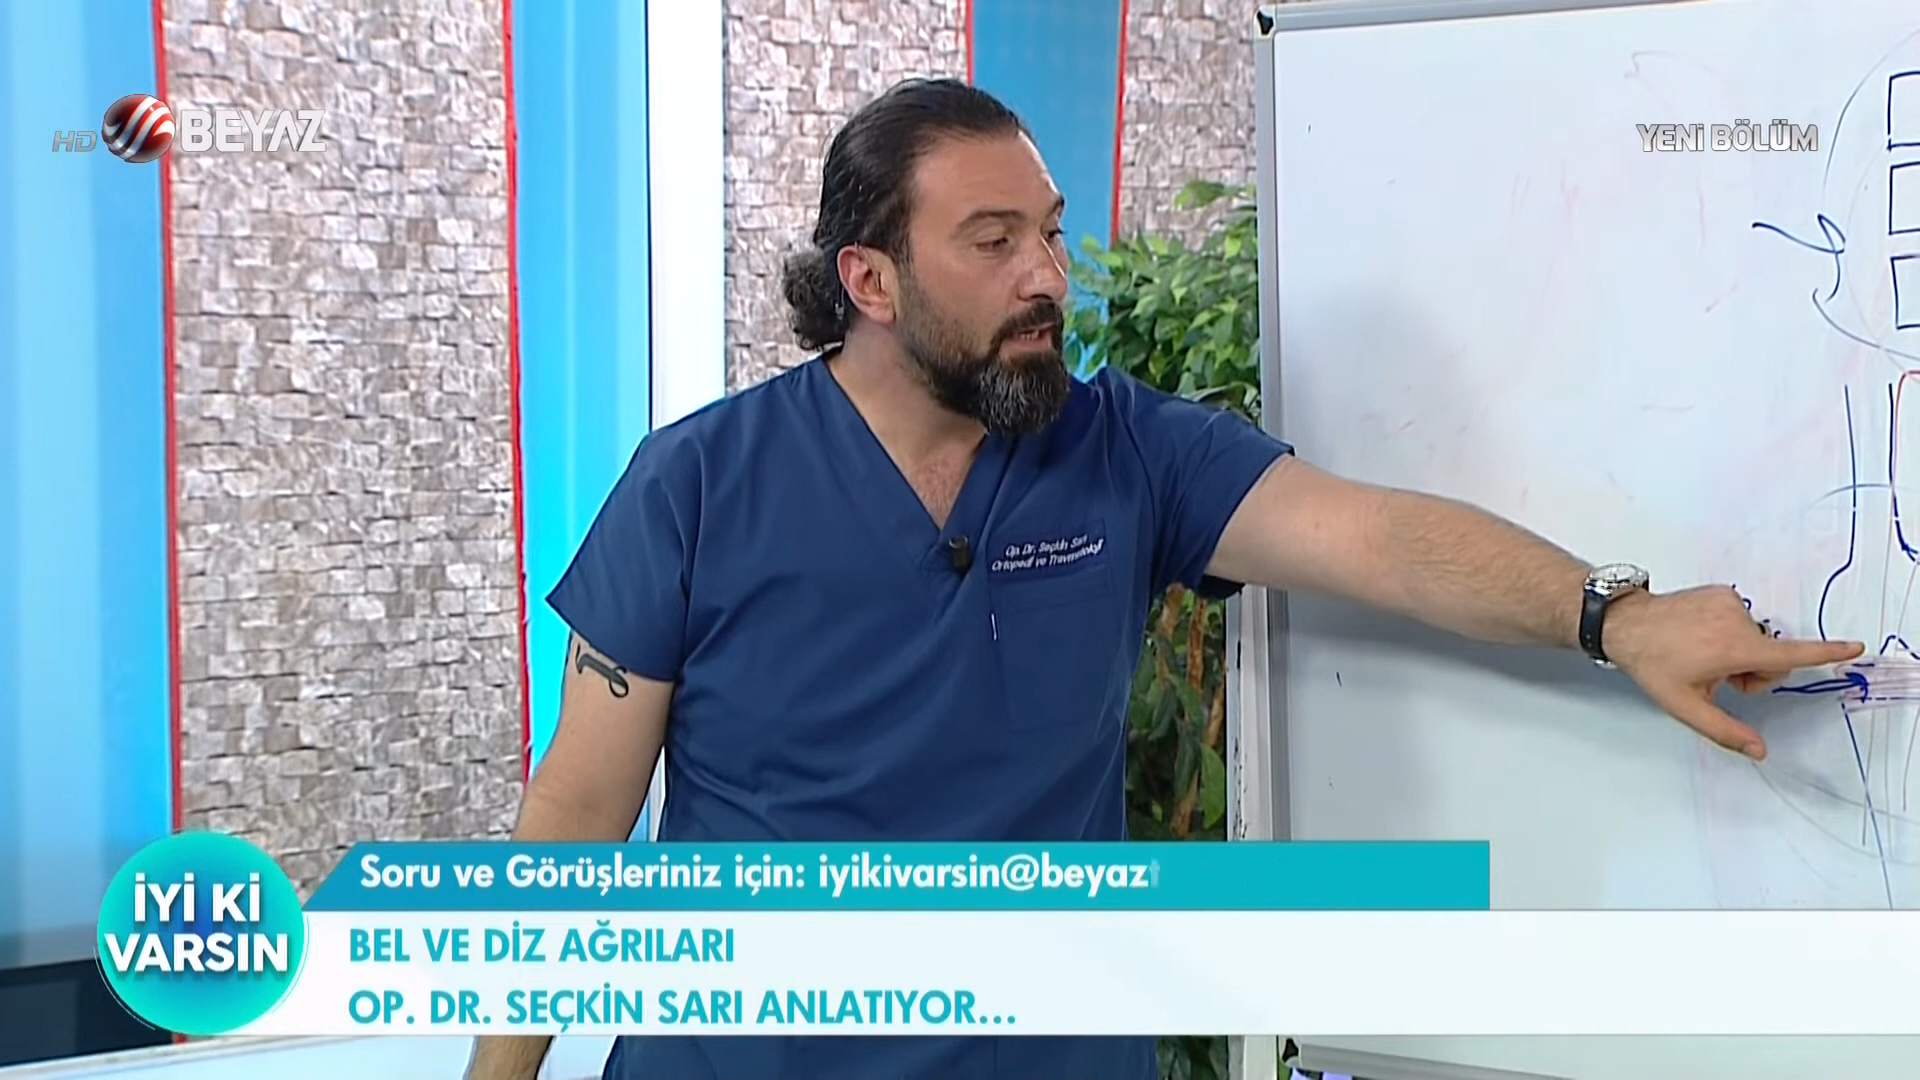 HD BEYAZ
YENİ BÖLÜM
Op. Dr. Seçkin Sarı
Ortopedi ve Travmatoloji
Soru ve Görüşleriniz için: iyikivarsin@beyazt
İYİ Kİ
VARSIN
BEL VE DİZ AĞRILARI
OP. DR. SEÇKİN SARI ANLATIYOR...